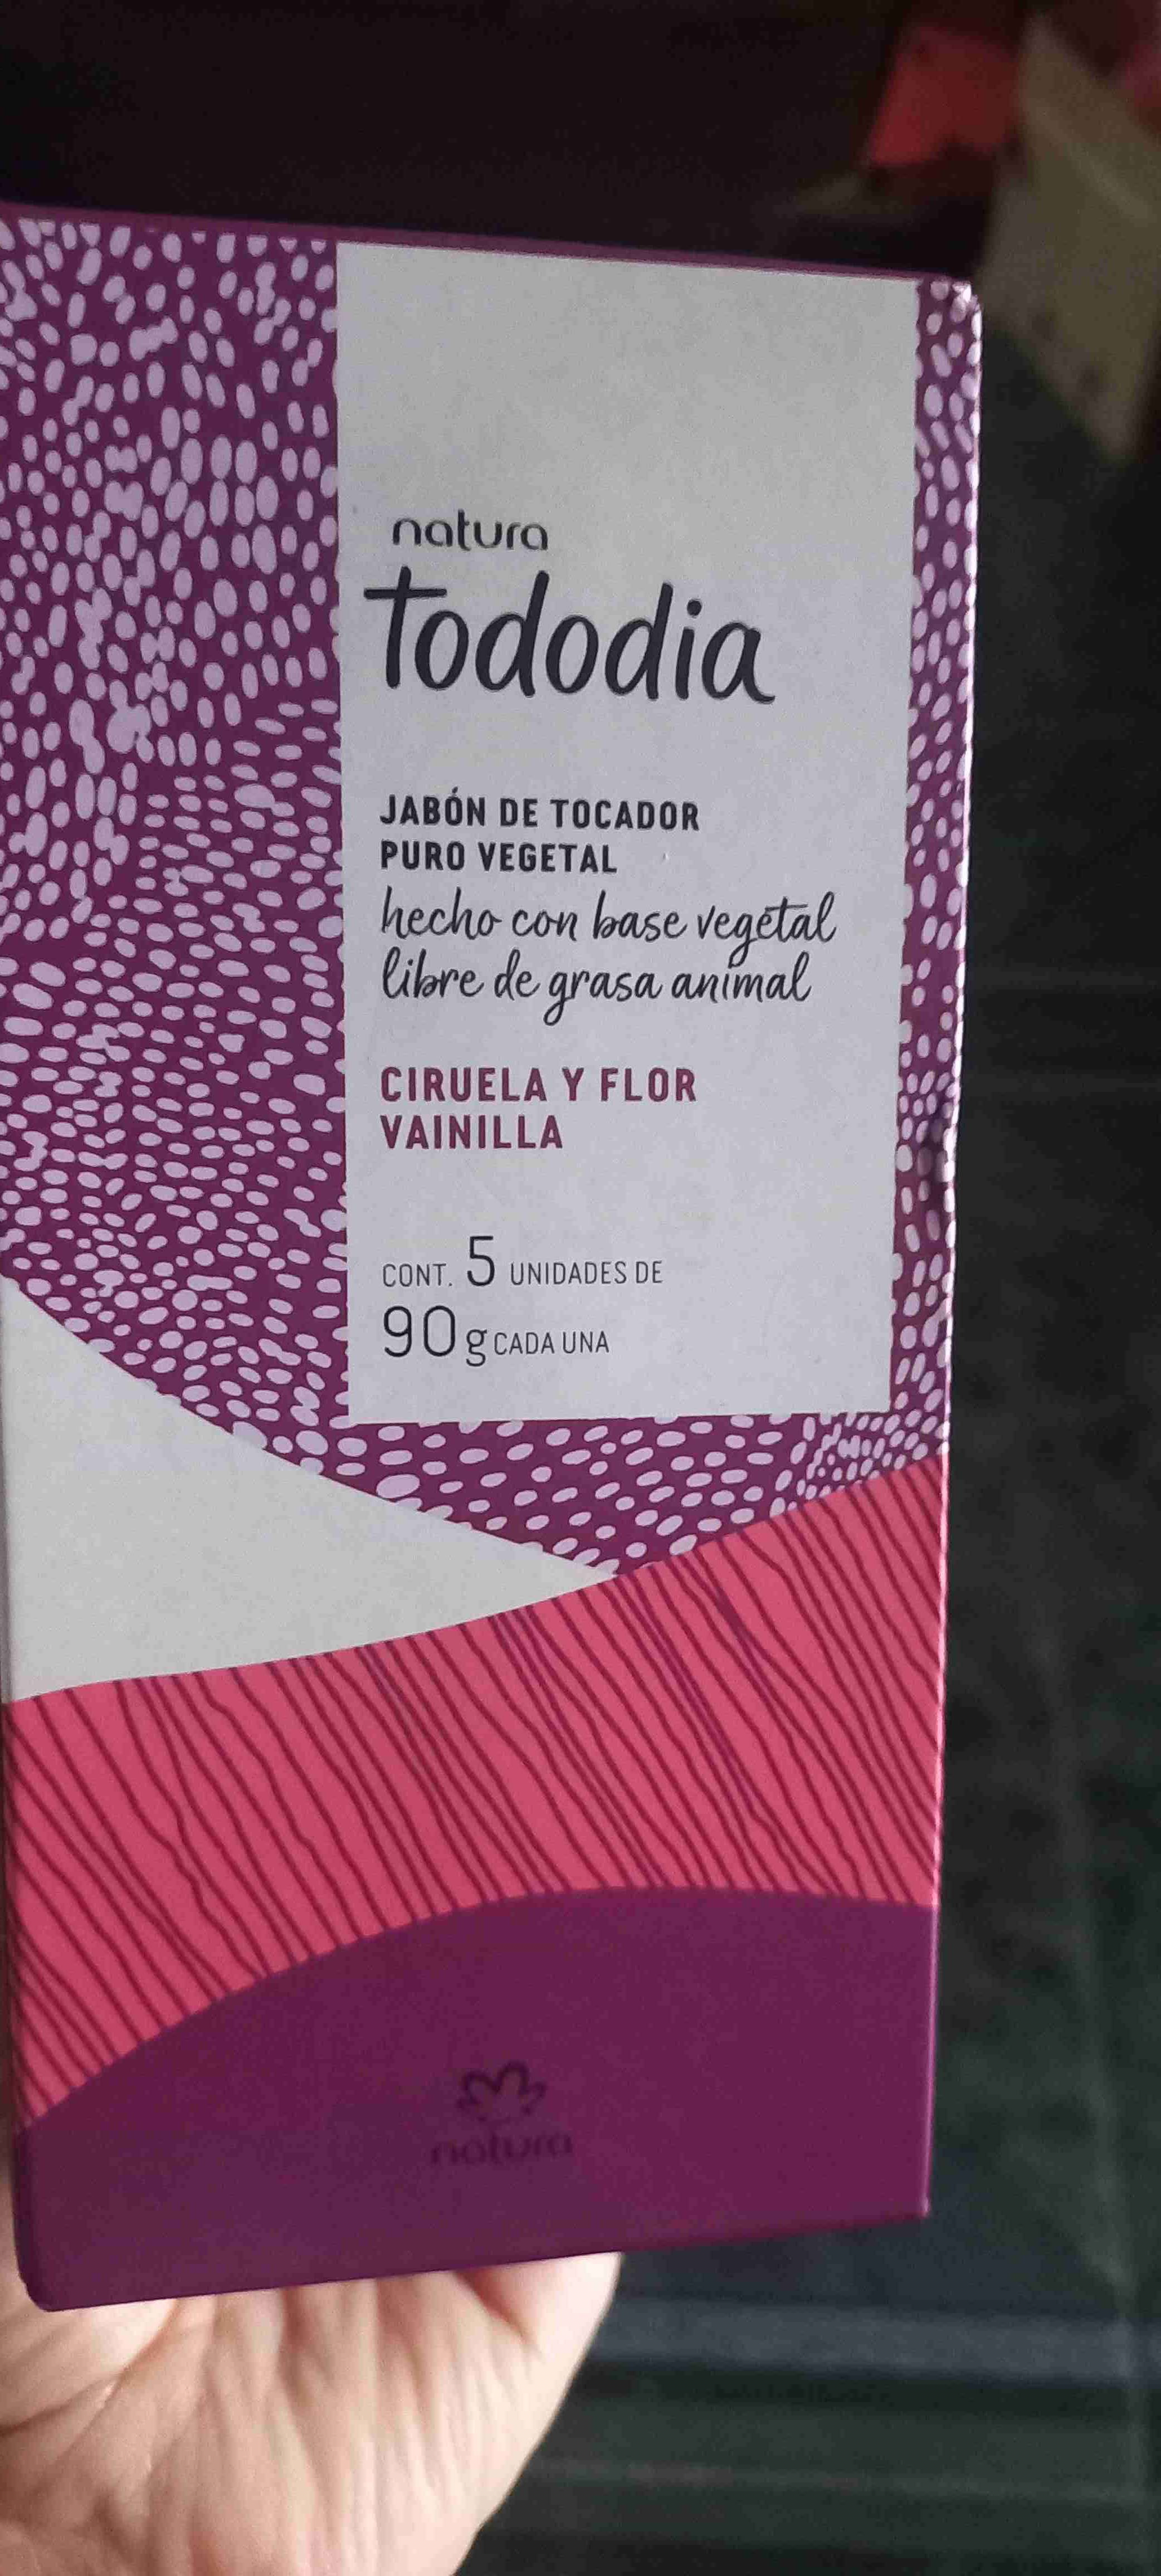 natura
Tododia
JABÓN DE TOCADOR
PURO VEGETAL
hecho con base vegetal
libre de grasa animal
CIRUELA Y FLOR
VAINILLA
CONT. 5 UNIDADES DE
90 g CADA UNA
natura